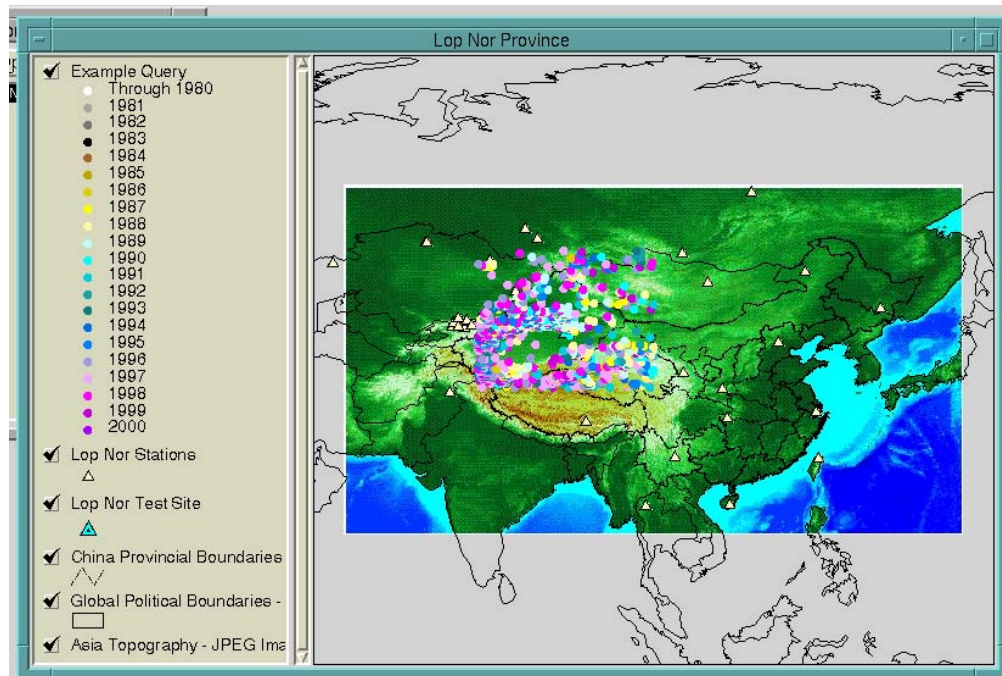 Lop Nor Province
Example Query
Through 1980
1981
1982
1983
1984
1985
1986
1987
1988
1989
1990
1991
1992
1993
1994
1995
1996
1997
1998
1999
2000
Lop Nor Stations
Lop Nor Test Site
China Provincial Boundaries
Global Political Boundaries -
Asia Topography - JPEG Ima